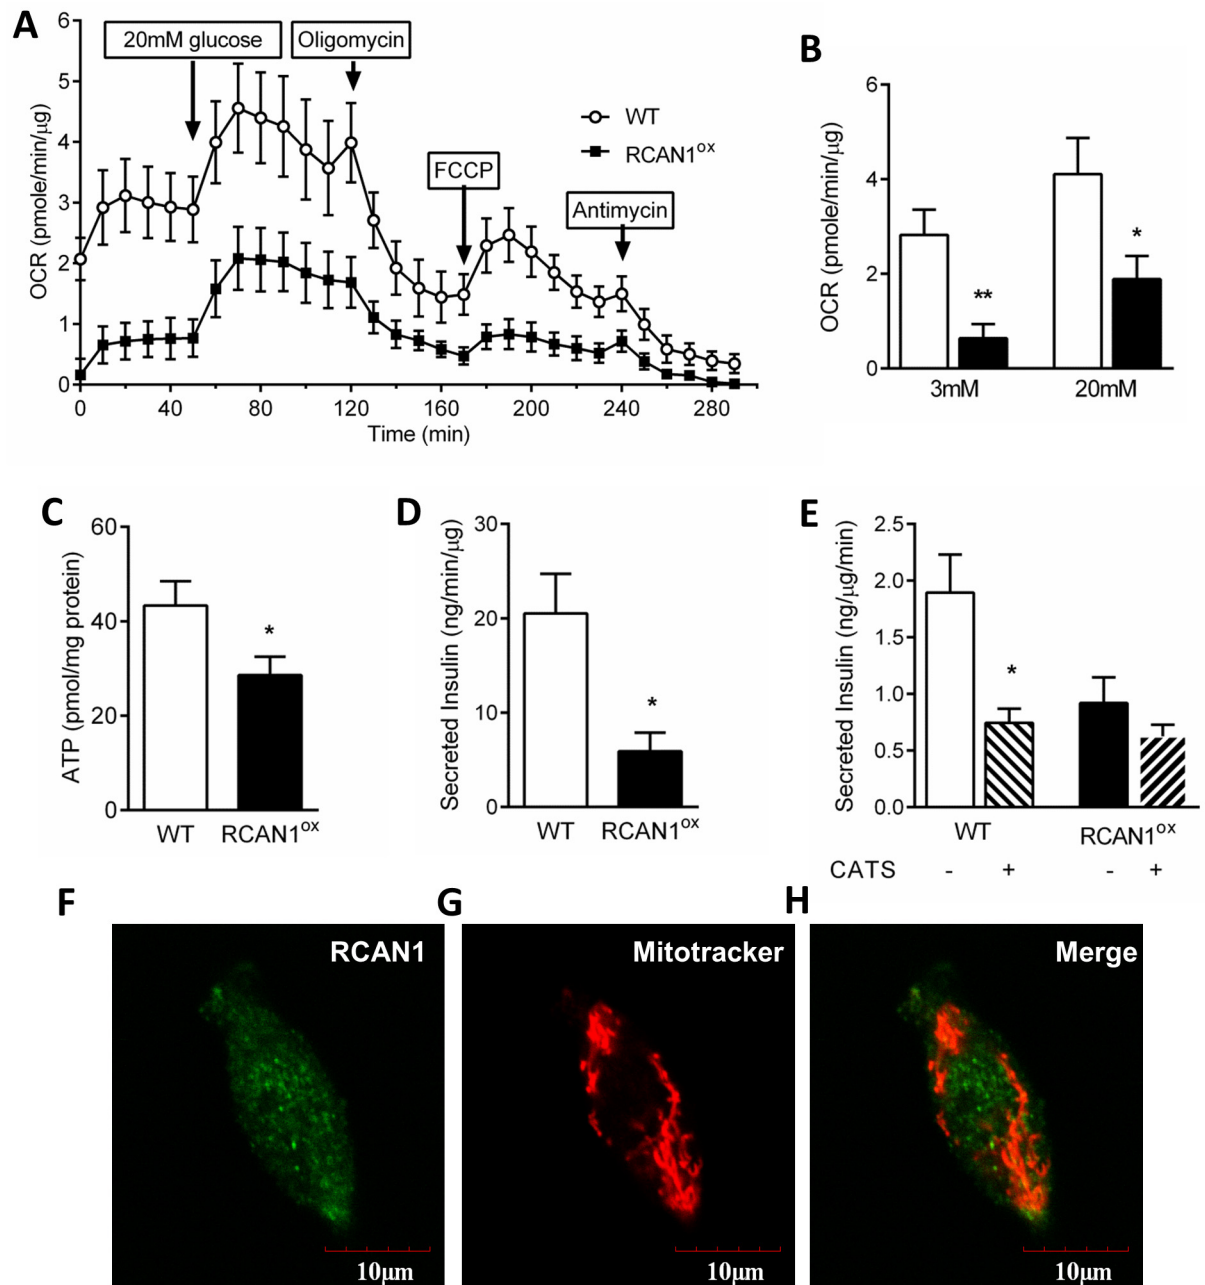 A
20mM glucose
Oligomycin
FCCP
Antimycin
WT
RCAN1ox
OCR (pmole/min/μg)
6
5
4
3
2
1
0
0 40 80 120 160 200 240 280
Time (min)
B
OCR (pmole/min/μg)
6
4
2
0
**
*
3mM 20mM
C
ATP (pmol/mg protein)
60
40
20
0
*
WT RCAN1ox
D
Secreted Insulin (ng/min/μg)
30
20
10
0
*
WT RCAN1ox
E
Secreted Insulin (ng/μg/min)
2.5
2.0
1.5
1.0
0.5
0.0
*
WT RCAN1ox
CATS - + - +
F
RCAN1
10μm
G
Mitotracker
10μm
H
Merge
10μm